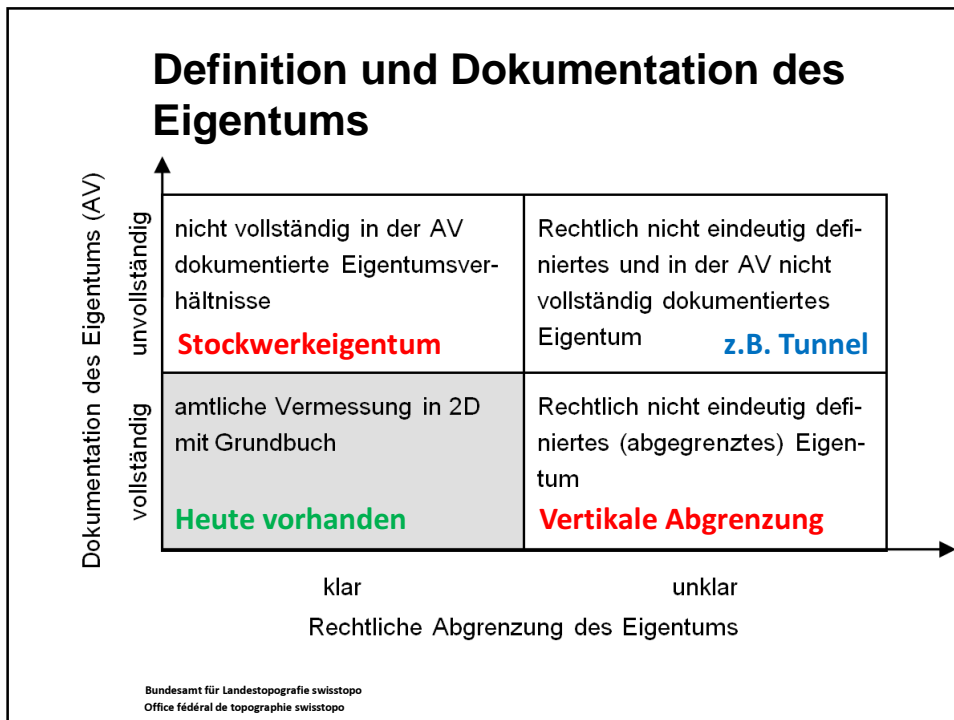 Definition und Dokumentation des
Eigentums
Dokumentation des Eigentums (AV)
unvollständig
nicht vollständig in der AV
dokumentierte Eigentumsver-
hältnisse
Stockwerkeigentum
Rechtlich nicht eindeutig defi-
niertes und in der AV nicht
vollständig dokumentiertes
Eigentum
z.B. Tunnel
vollständig
amtliche Vermessung in 2D
mit Grundbuch
Heute vorhanden
Rechtlich nicht eindeutig defi-
niertes (abgegrenztes) Eigen-
tum
Vertikale Abgrenzung
klar
unklar
Rechtliche Abgrenzung des Eigentums
Bundesamt für Landestopografie swisstopo
Office fédéral de topographie swisstopo